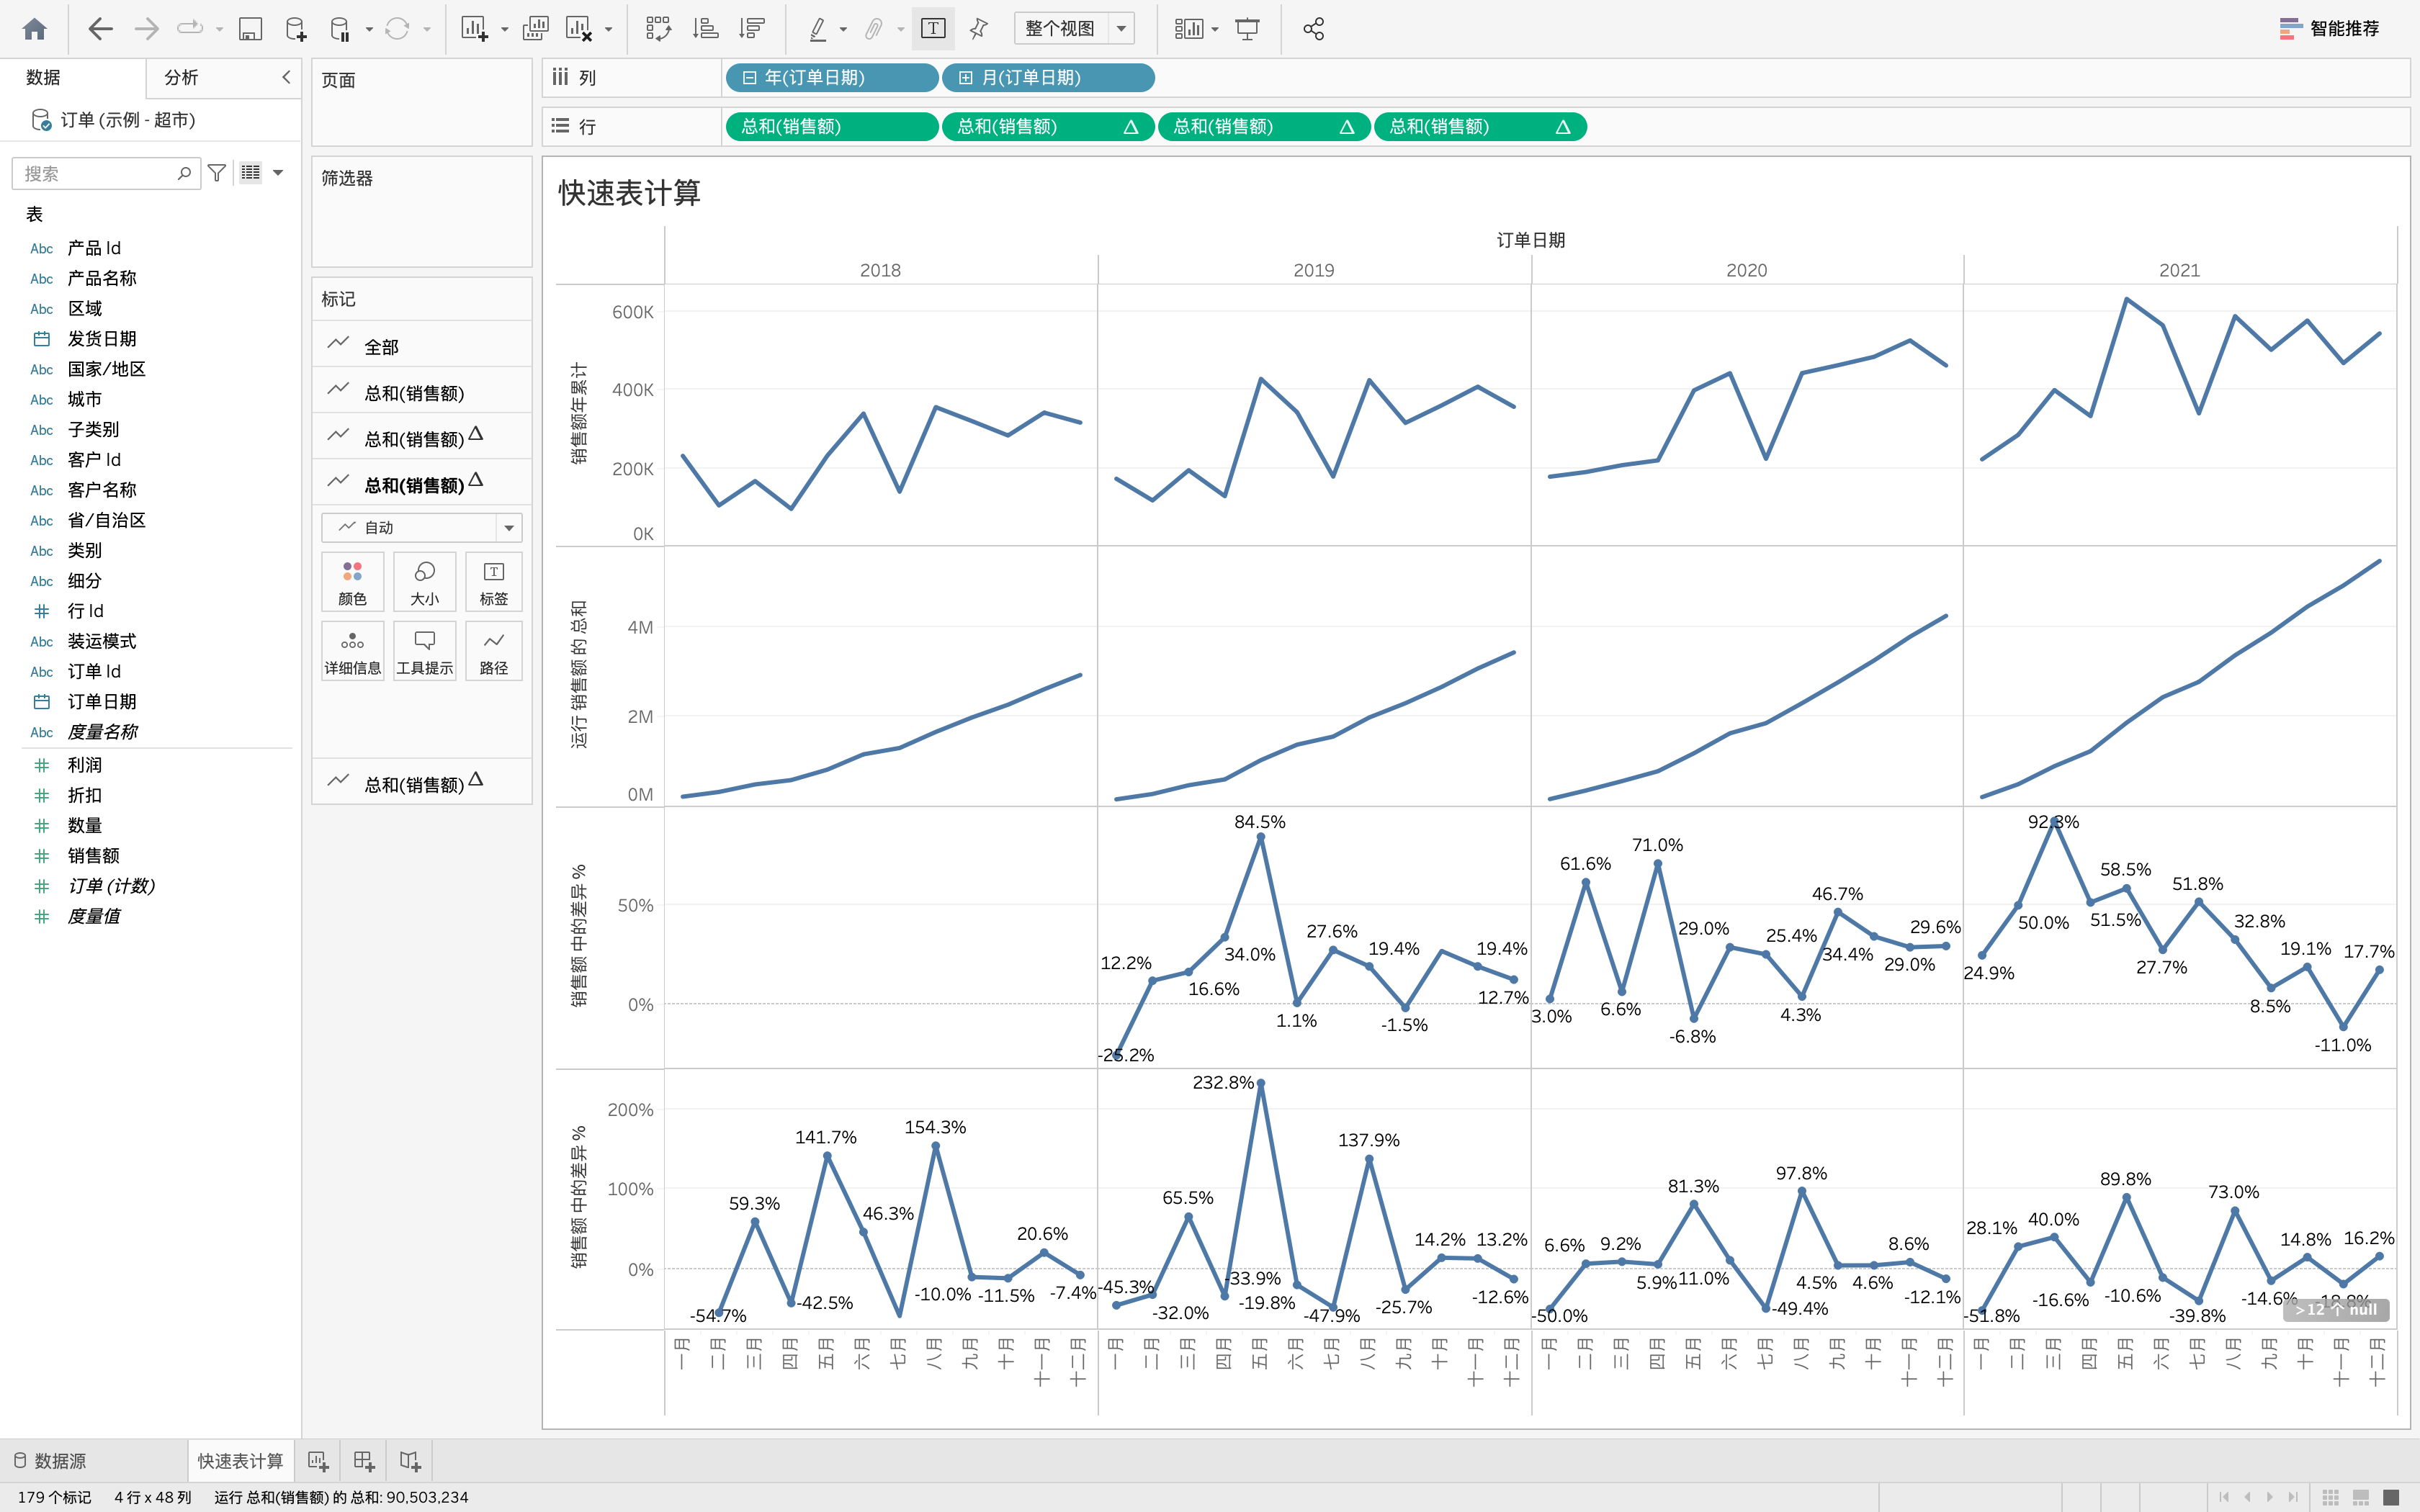 整个视图
智能推荐
数据
分析
订单 (示例 - 超市)
搜索
表
Abc 产品 Id
Abc 产品名称
Abc 区域
发货日期
Abc 国家/地区
Abc 城市
Abc 子类别
Abc 客户 Id
Abc 客户名称
Abc 省/自治区
Abc 类别
Abc 细分
行 Id
Abc 装运模式
Abc 订单 Id
订单日期
Abc 度量名称
利润
折扣
数量
销售额
订单 (计数)
度量值
页面
筛选器
标记
全部
总和(销售额)
总和(销售额)
总和(销售额)
自动
颜色 大小 标签
详细信息 工具提示 路径
总和(销售额)
列 年(订单日期) 月(订单日期)
行 总和(销售额) 总和(销售额) 总和(销售额) 总和(销售额)
快速表计算
订单日期
2018 2019 2020 2021
销售额年累计
600K
400K
200K
0K
运行 销售额 的 总和
4M
2M
0M
销售额 中的差异 %
50%
0%
-25.2% 12.2% 16.6% 34.0% 84.5% 1.1% 27.6% 19.4% -1.5% 19.4% 12.7%
3.0% 61.6% 6.6% 71.0% -6.8% 29.0% 25.4% 4.3% 46.7% 34.4% 29.0% 29.6%
24.9% 50.0% 92.3% 51.5% 58.5% 27.7% 51.8% 32.8% 8.5% 19.1% -11.0% 17.7%
销售额 中的差异 %
200%
100%
0%
-54.7% 59.3% -42.5% 141.7% 46.3% 154.3% -10.0% -11.5% 20.6% -7.4%
-45.3% -32.0% 65.5% -33.9% 232.8% -19.8% -47.9% 137.9% -25.7% 14.2% 13.2% -12.6%
-50.0% 6.6% 9.2% 5.9% 81.3% 11.0% -49.4% 97.8% 4.5% 4.6% 8.6% -12.1%
-51.8% 28.1% 40.0% -16.6% 89.8% -10.6% -39.8% 73.0% -14.6% 14.8% 16.2%
>12 个 null
一月 二月 三月 四月 五月 六月 七月 八月 九月 十月 十一月 十二月 一月 二月 三月 四月 五月 六月 七月 八月 九月 十月 十一月 十二月 一月 二月 三月 四月 五月 六月 七月 八月 九月 十月 十一月 十二月 一月 二月 三月 四月 五月 六月 七月 八月 九月 十月 十一月 十二月
数据源
快速表计算
179 个标记 4 行 x 48 列 运行 总和(销售额) 的 总和: 90,503,234